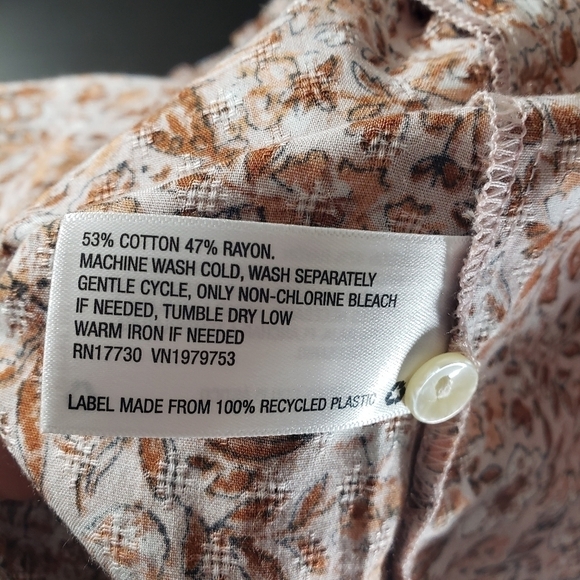 53% COTTON 47% RAYON.
MACHINE WASH COLD, WASH SEPARATELY
GENTLE CYCLE, ONLY NON-CHLORINE BLEACH
IF NEEDED, TUMBLE DRY LOW
WARM IRON IF NEEDED
RN17730 VN1979753
LABEL MADE FROM 100% RECYCLED PLASTIC